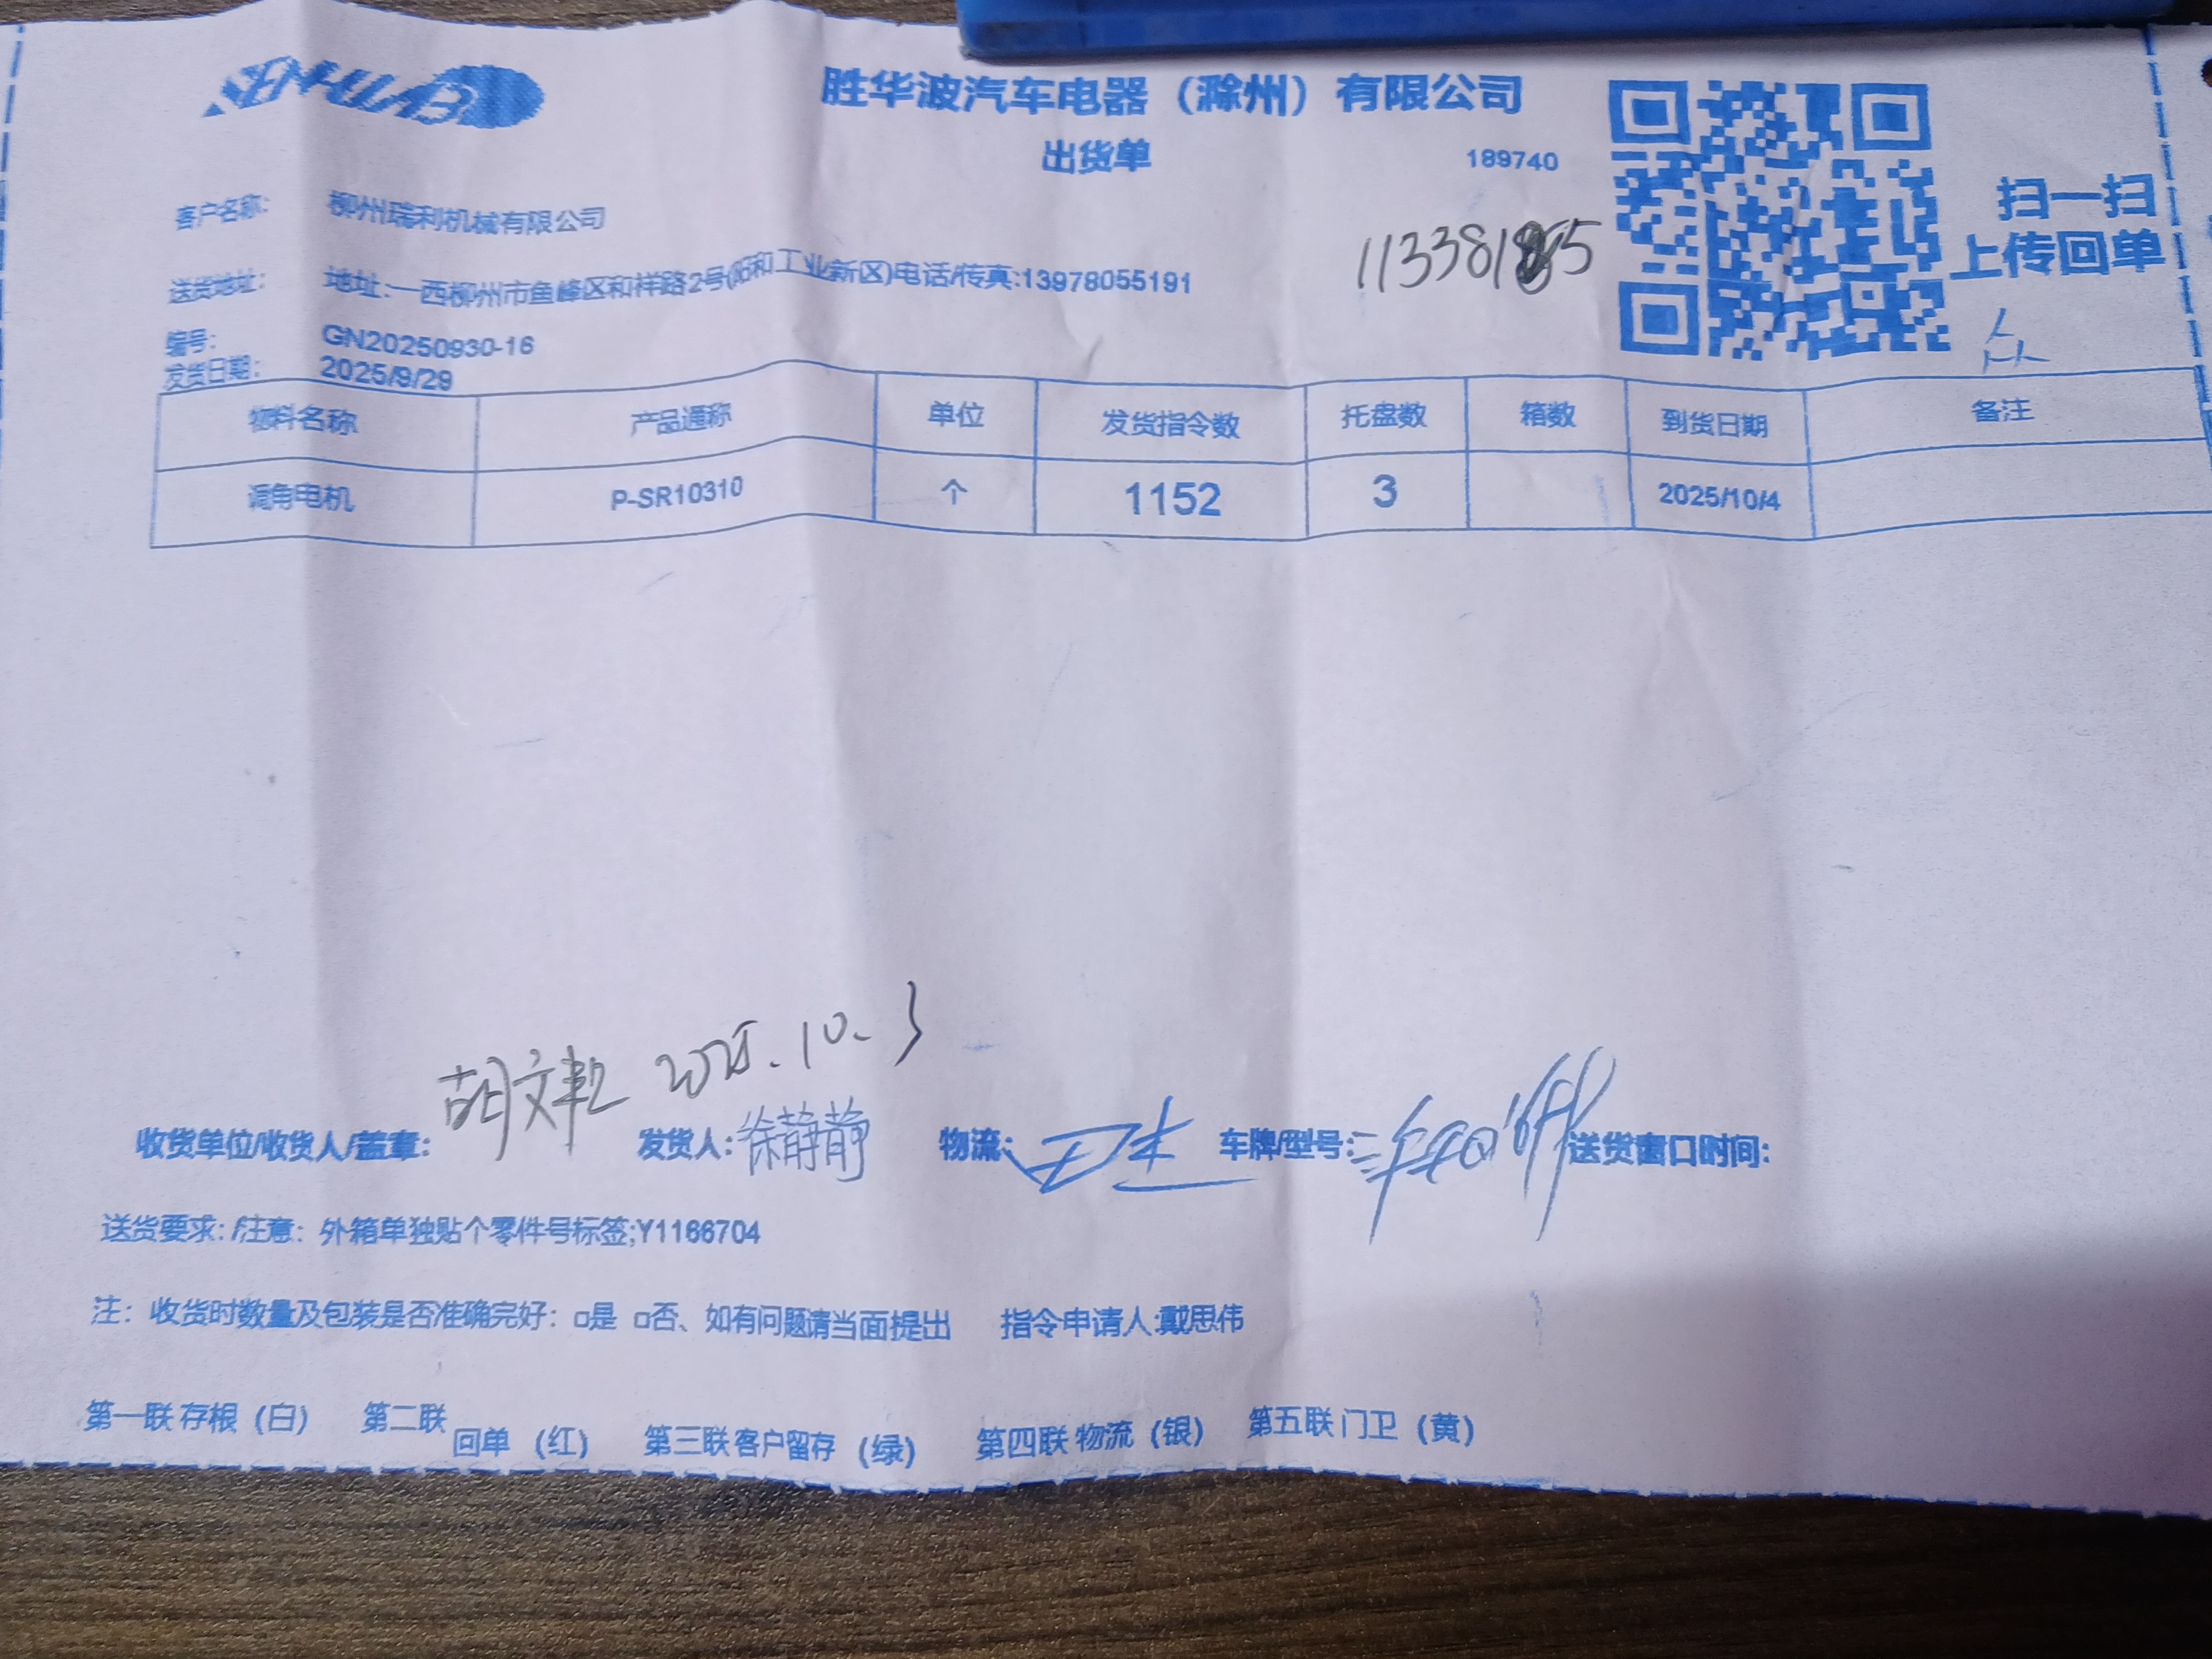 胜华波汽车电器（滁州）有限公司
出货单 189740
扫一扫
上传回单
客户名称: 柳州瑞利机械有限公司
送货地址: 地址:一西柳州市鱼峰区和祥路2号(阳和工业新区)电话/传真:13978055191
编号: GN20250930-16
发货日期: 2025/9/29
物料名称 产品通称 单位 发货指令数 托盘数 箱数 到货日期 备注
调角电机 P-SR10310 个 1152 3 2025/10/4
2025.10.3
收货单位/收货人/盖章: 胡文 发货人: 徐静静 物流: 车牌/型号: 送货窗口时间:
送货要求: /注意: 外箱单独贴个零件号标签;Y1166704
注: 收货时数量及包装是否准确完好: □是 □否、如有问题请当面提出 指令申请人:戴思伟
第一联 存根（白） 第二联 回单（红） 第三联 客户留存（绿） 第四联 物流（银） 第五联 门卫（黄）